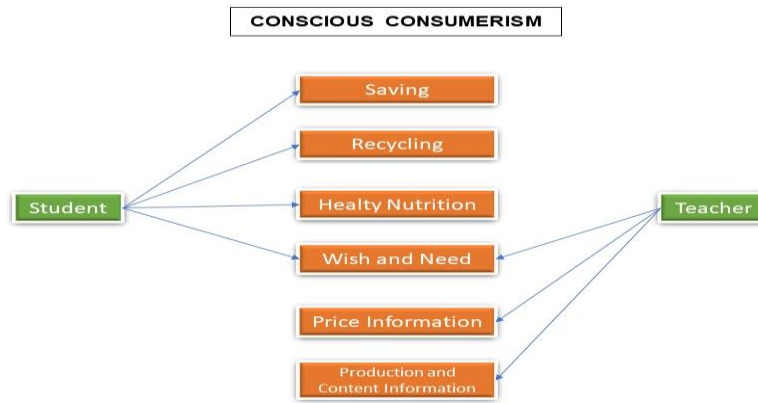 CONSCIOUS CONSUMERISM
Saving
Recycling
Student
Healty Nutrition
Teacher
Wish and Need
Price Information
Production and
Content Information